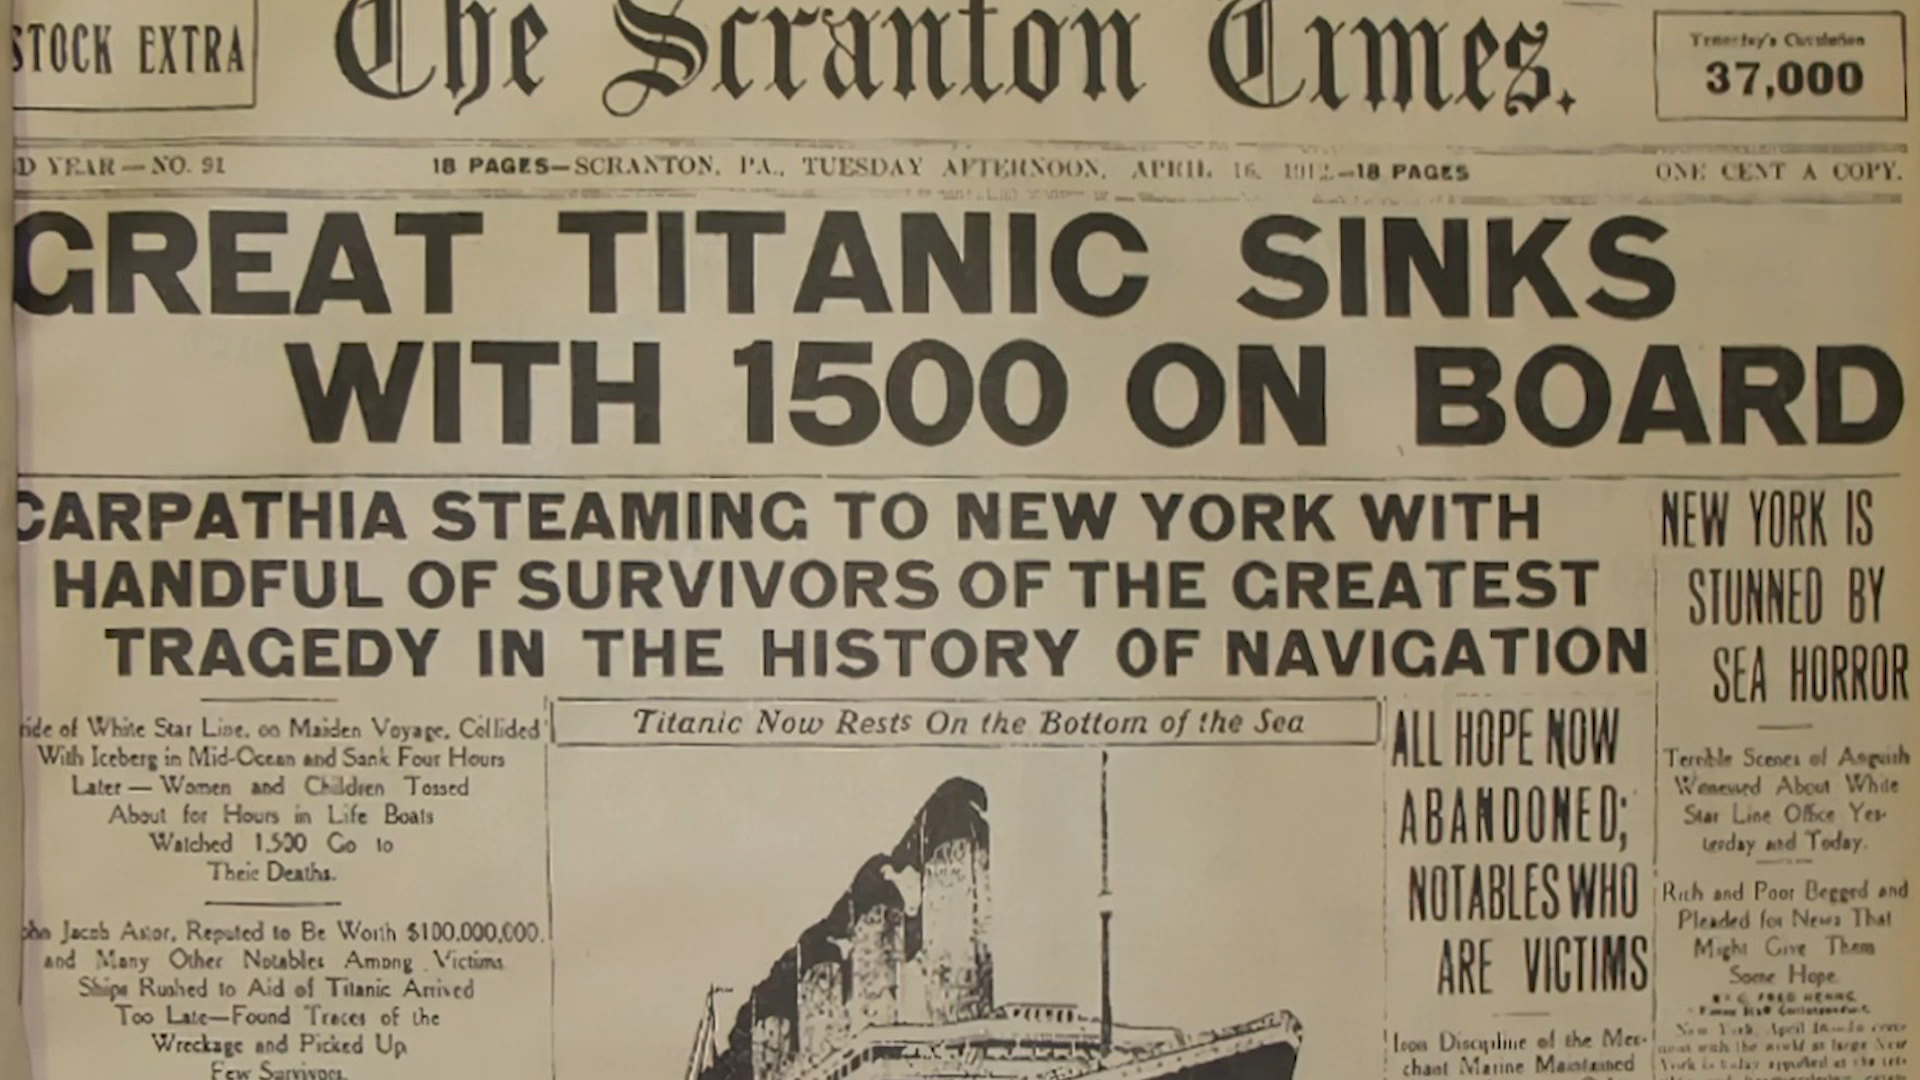 STOCK EXTRA
The Scranton Times.
Yesterday's Circulation
37,000
D YEAR — NO. 91
18 PAGES—SCRANTON, PA., TUESDAY AFTERNOON, APRIL 16, 1912.—18 PAGES
ONE CENT A COPY.
GREAT TITANIC SINKS
WITH 1500 ON BOARD
CARPATHIA STEAMING TO NEW YORK WITH
HANDFUL OF SURVIVORS OF THE GREATEST
TRAGEDY IN THE HISTORY OF NAVIGATION
ride of White Star Line, on Maiden Voyage, Collided
With Iceberg in Mid-Ocean and Sank Four Hours
Later — Women and Children Tossed
About for Hours in Life Boats
Watched 1,500 Go to
Their Deaths.
ohn Jacob Astor, Reputed to Be Worth $100,000,000,
and Many Other Notables Among Victims
Ships Rushed to Aid of Titanic Arrived
Too Late—Found Traces of the
Wreckage and Picked Up
Few Survivors.
Titanic Now Rests On the Bottom of the Sea
ALL HOPE NOW
ABANDONED;
NOTABLES WHO
ARE VICTIMS
Iron Discipline of the Mer-
chant Marine Maintained
NEW YORK IS
STUNNED BY
SEA HORROR
Terrible Scenes of Anguish
Witnessed About White
Star Line Office Yes-
terday and Today.
Rich and Poor Begged and
Pleaded for News That
Might Give Them
Some Hope.